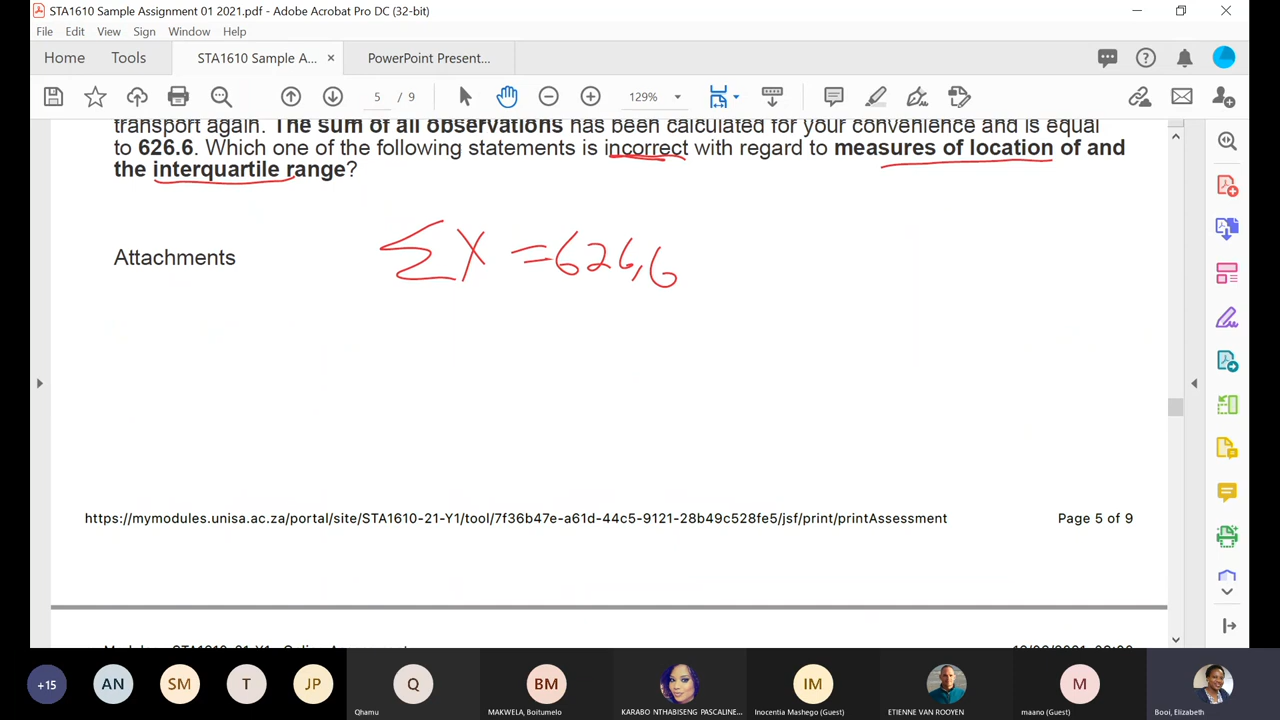 STA1610 Sample Assignment 01 2021.pdf - Adobe Acrobat Pro DC (32-bit)
File Edit View Sign Window Help
Home Tools STA1610 Sample A... × PowerPoint Present...
5 / 9 129%
transport again. The sum of all observations has been calculated for your convenience and is equal
to 626.6. Which one of the following statements is incorrect with regard to measures of location of and
the interquartile range?
Attachments
∑X = 626,6
https://mymodules.unisa.ac.za/portal/site/STA1610-21-Y1/tool/7f36b47e-a61d-44c5-9121-28b49c528fe5/jsf/print/printAssessment Page 5 of 9
+15 AN SM T JP Q BM IM M
Qhamu MAKWELA, Boitumelo KARABO NTHABISENG PASCALINE... Inocentia Mashego (Guest) ETIENNE VAN ROOYEN maano (Guest) Booi, Elizabeth